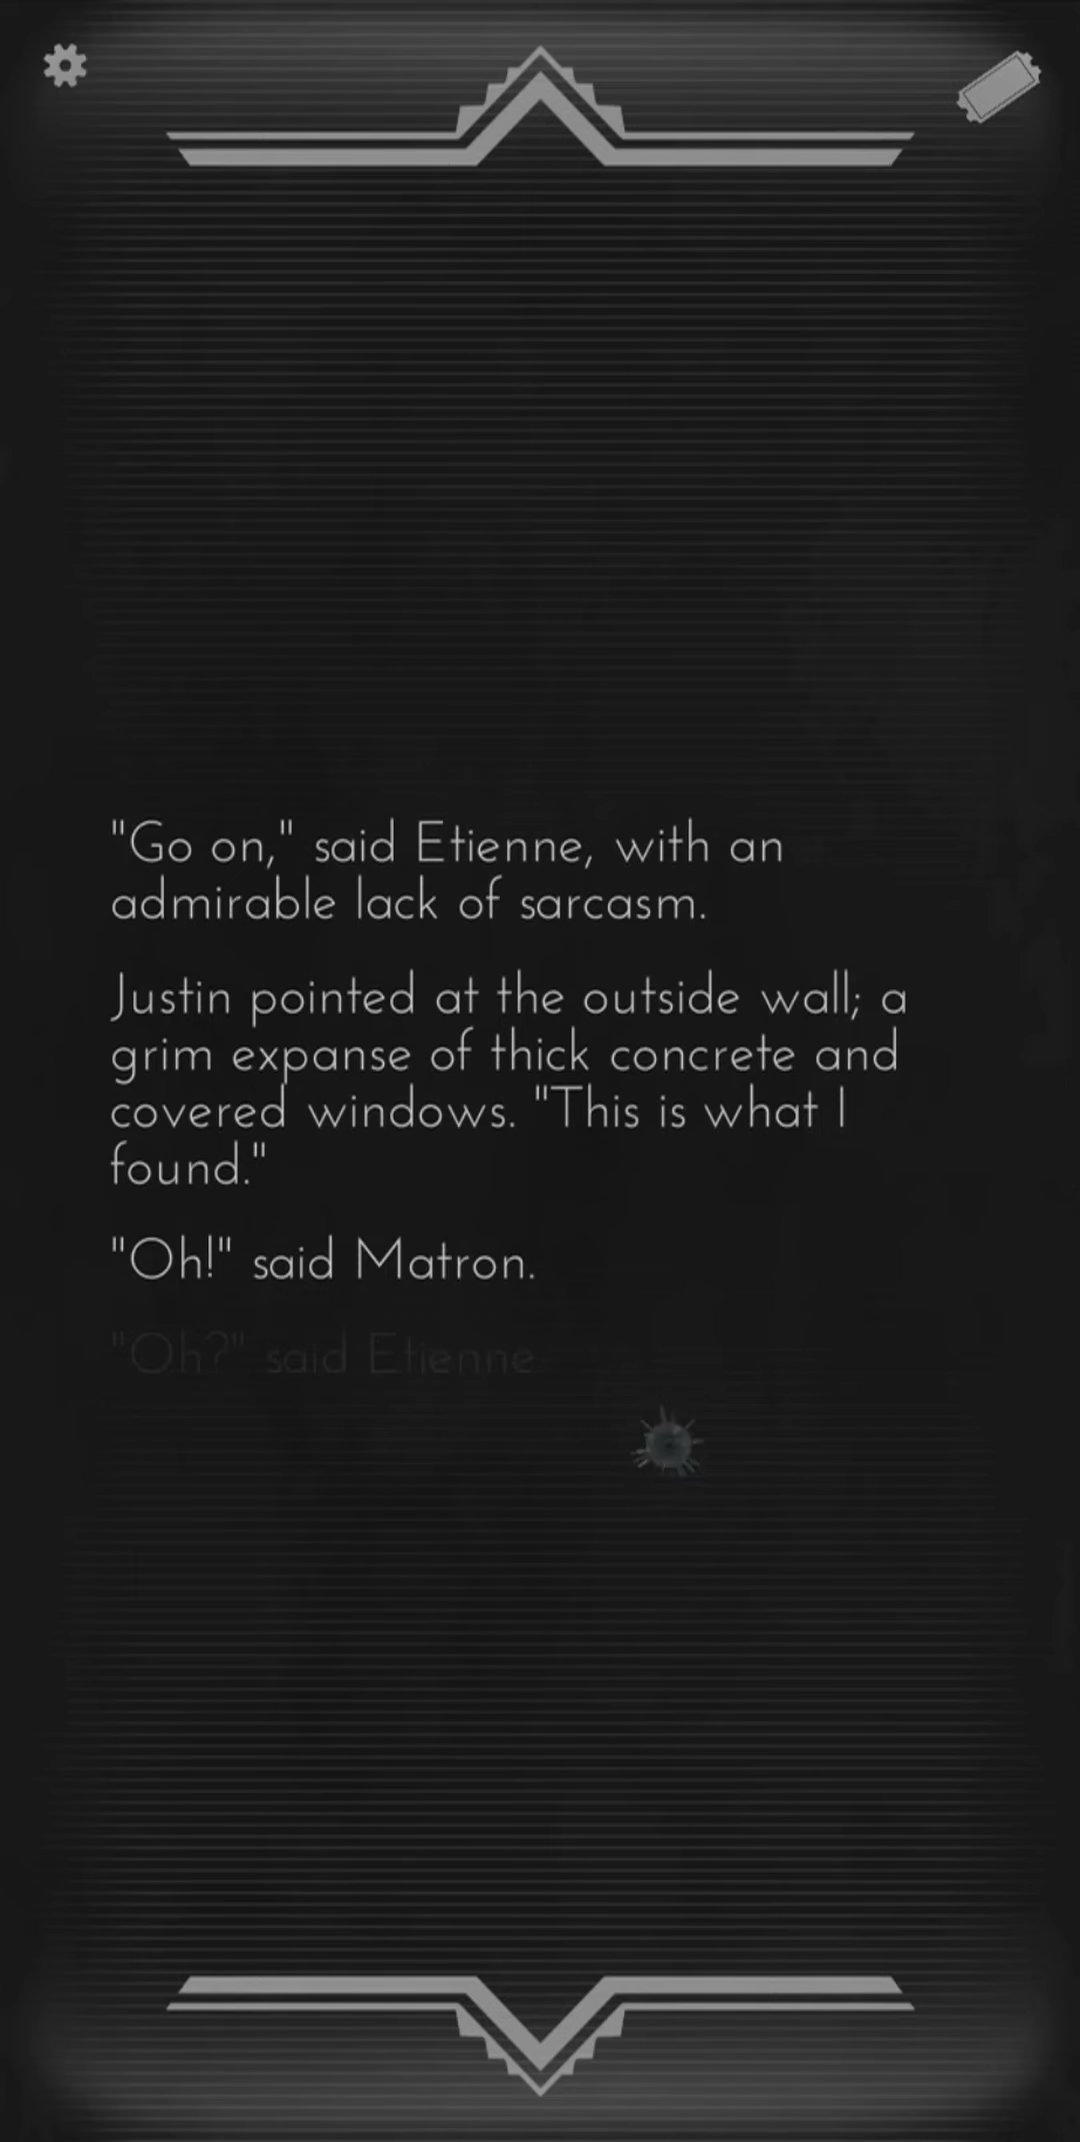 "Go on," said Etienne, with an
admirable lack of sarcasm.
Justin pointed at the outside wall; a
grim expanse of thick concrete and
covered windows. "This is what I
found."
"Oh!" said Matron.
"Oh?" said Etienne.